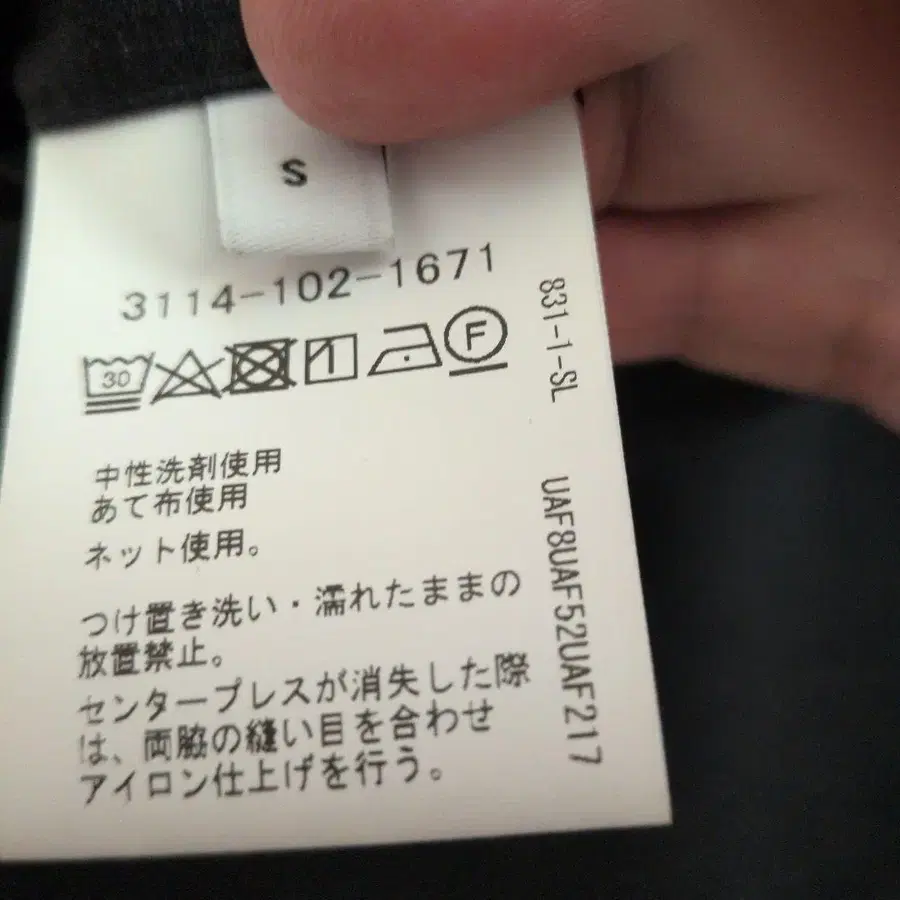 S
3114-102-1671
30
F
中性洗剤使用
あて布使用
ネット使用。
つけ置き洗い・濡れたままの
放置禁止。
センタープレスが消失した際
は、両脇の縫い目を合わせ
アイロン仕上げを行う。
831-1-SL
UAF8UAF52UAF217